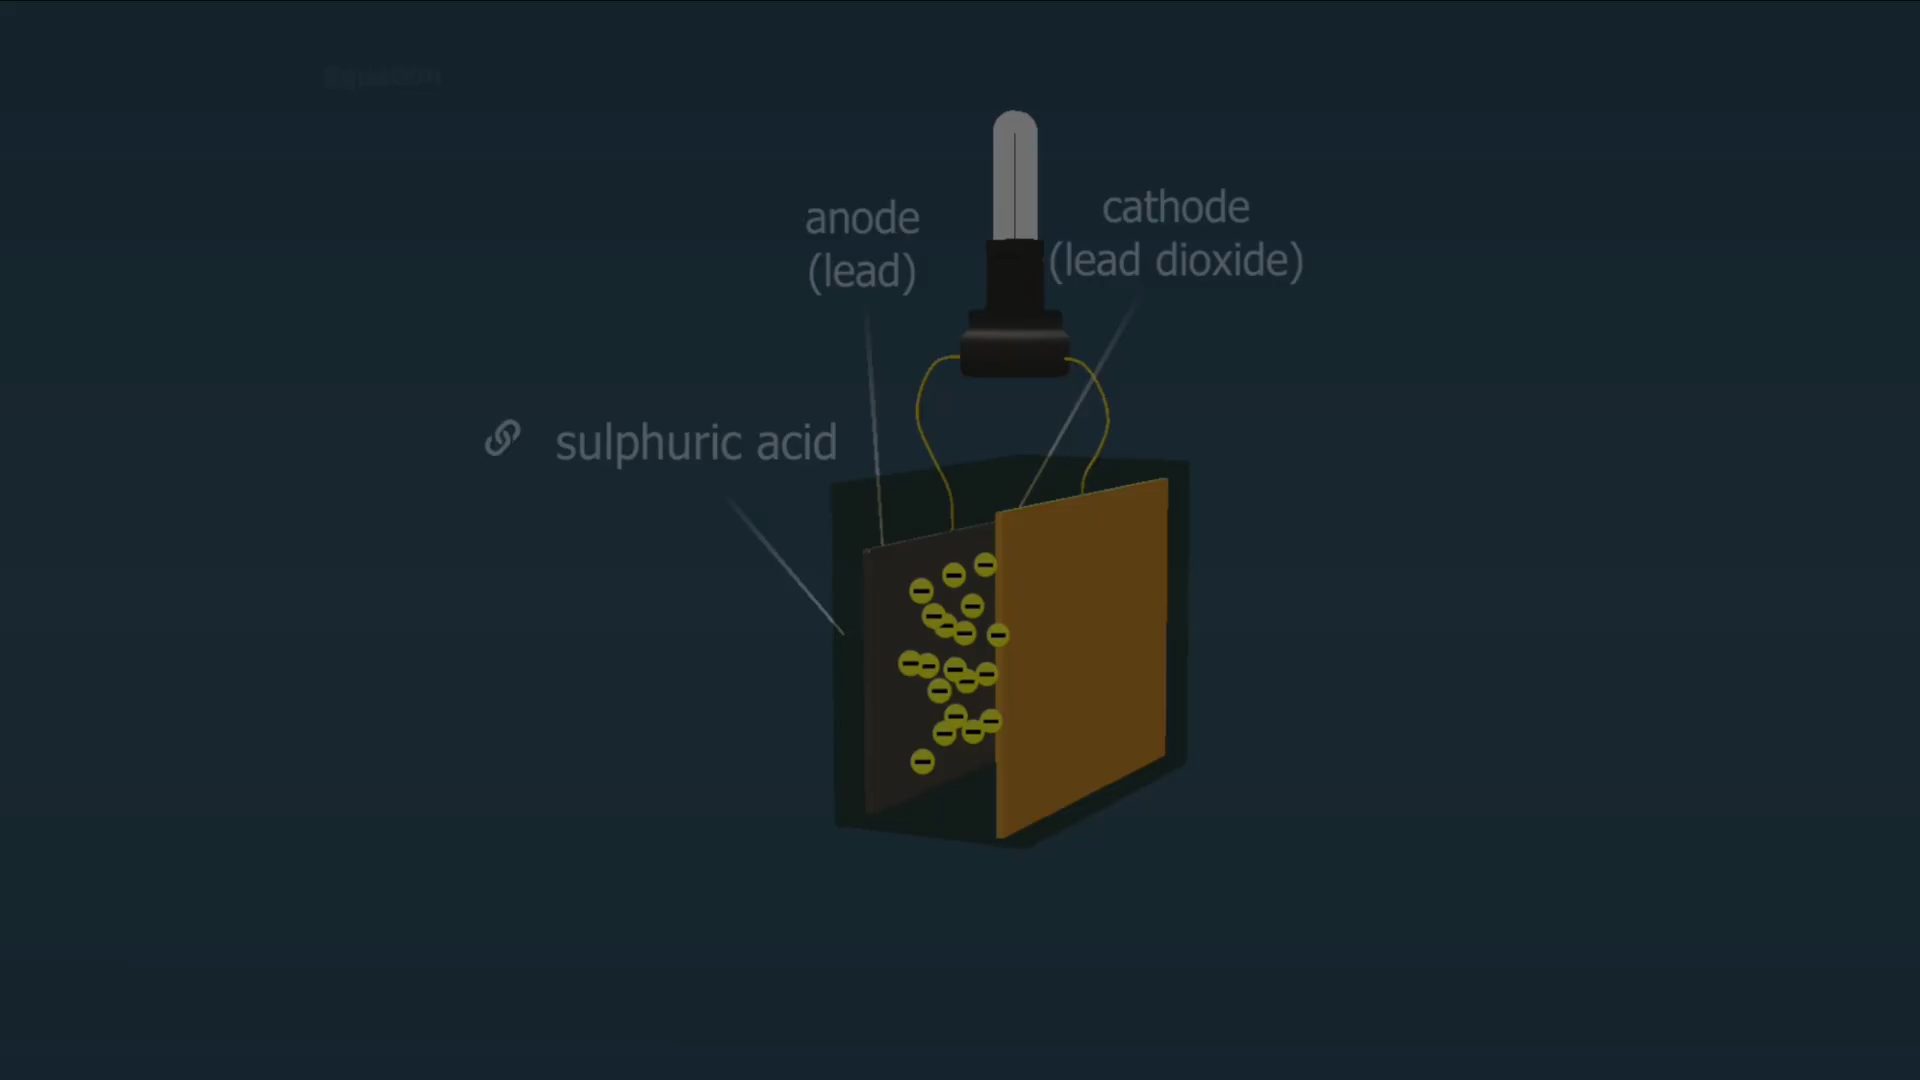 anode
(lead)
cathode
(lead dioxide)
sulphuric acid